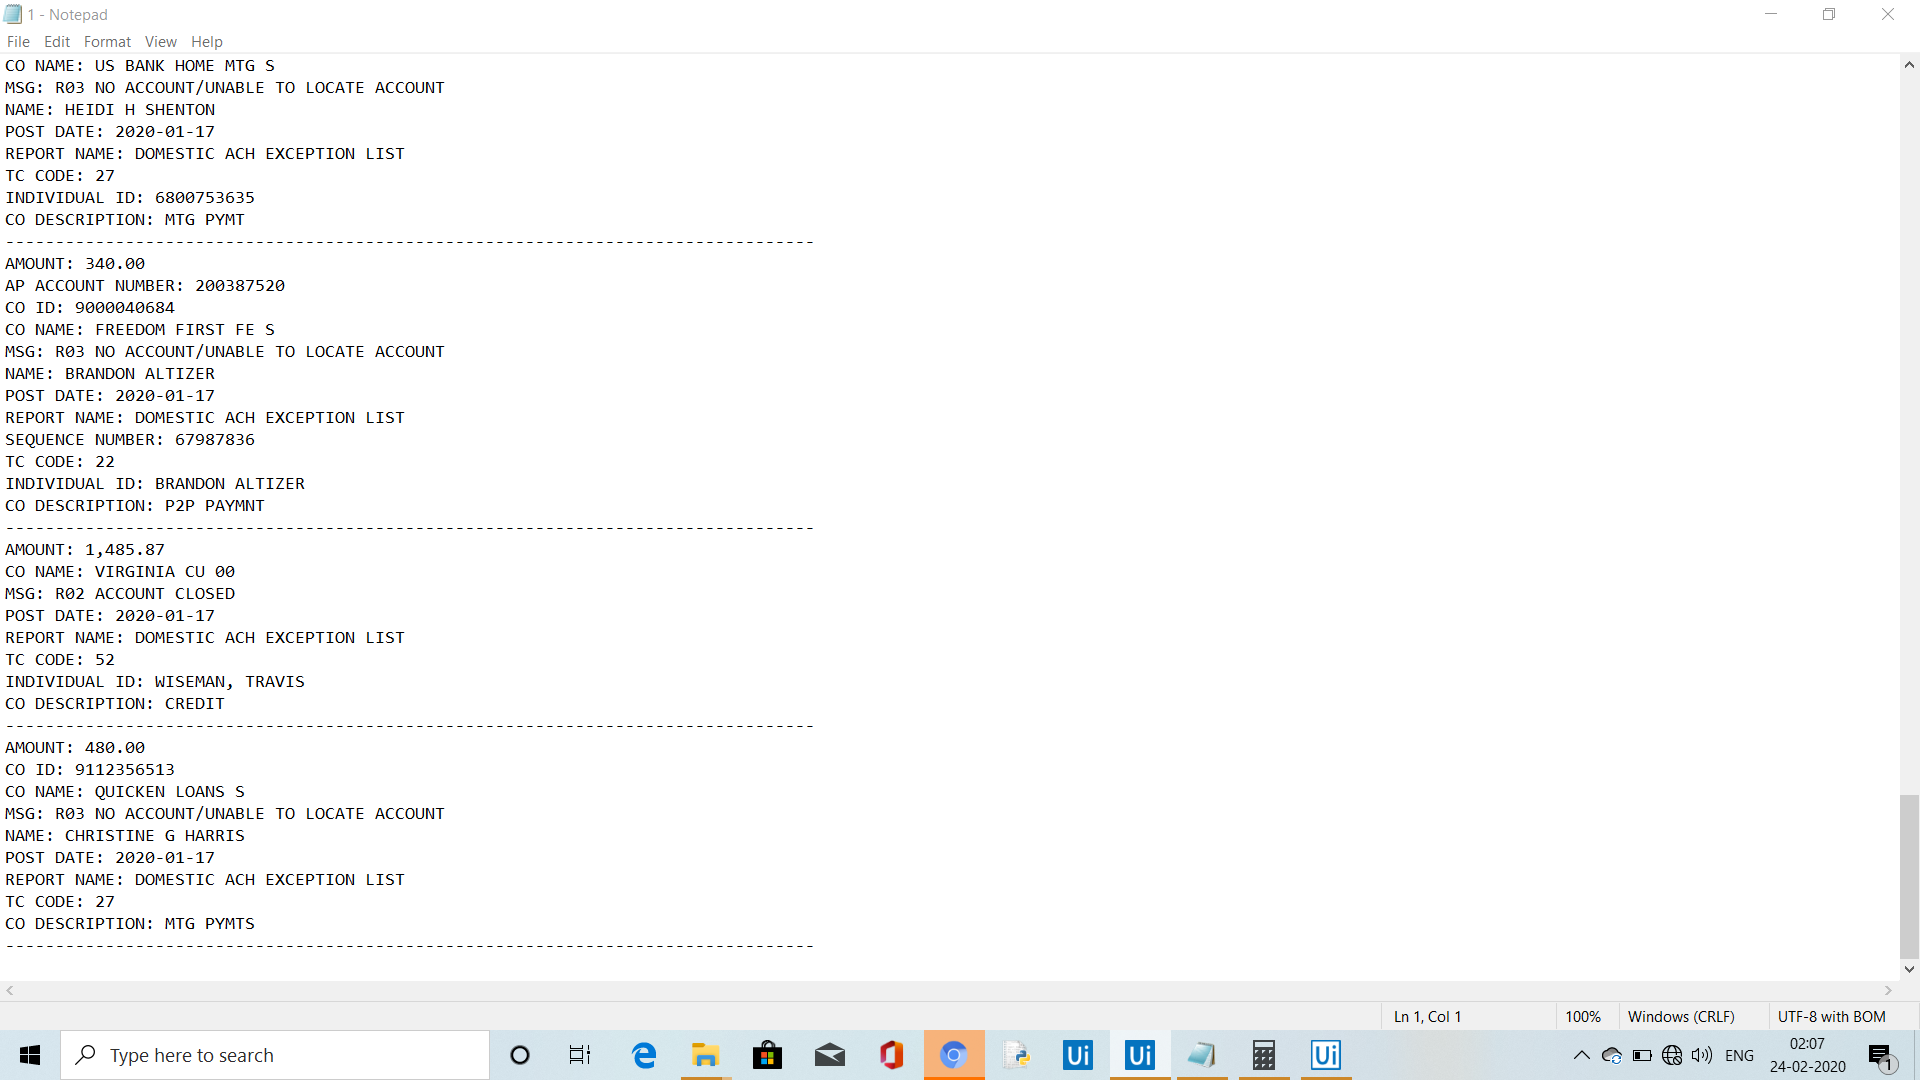 1 - Notepad
File Edit Format View Help
CO NAME: US BANK HOME MTG S
MSG: R03 NO ACCOUNT/UNABLE TO LOCATE ACCOUNT
NAME: HEIDI H SHENTON
POST DATE: 2020-01-17
REPORT NAME: DOMESTIC ACH EXCEPTION LIST
TC CODE: 27
INDIVIDUAL ID: 6800753635
CO DESCRIPTION: MTG PYMT
---------------------------------------------------------------------------------
AMOUNT: 340.00
AP ACCOUNT NUMBER: 200387520
CO ID: 9000040684
CO NAME: FREEDOM FIRST FE S
MSG: R03 NO ACCOUNT/UNABLE TO LOCATE ACCOUNT
NAME: BRANDON ALTIZER
POST DATE: 2020-01-17
REPORT NAME: DOMESTIC ACH EXCEPTION LIST
SEQUENCE NUMBER: 67987836
TC CODE: 22
INDIVIDUAL ID: BRANDON ALTIZER
CO DESCRIPTION: P2P PAYMNT
---------------------------------------------------------------------------------
AMOUNT: 1,485.87
CO NAME: VIRGINIA CU 00
MSG: R02 ACCOUNT CLOSED
POST DATE: 2020-01-17
REPORT NAME: DOMESTIC ACH EXCEPTION LIST
TC CODE: 52
INDIVIDUAL ID: WISEMAN, TRAVIS
CO DESCRIPTION: CREDIT
---------------------------------------------------------------------------------
AMOUNT: 480.00
CO ID: 9112356513
CO NAME: QUICKEN LOANS S
MSG: R03 NO ACCOUNT/UNABLE TO LOCATE ACCOUNT
NAME: CHRISTINE G HARRIS
POST DATE: 2020-01-17
REPORT NAME: DOMESTIC ACH EXCEPTION LIST
TC CODE: 27
CO DESCRIPTION: MTG PYMTS
---------------------------------------------------------------------------------
Ln 1, Col 1 100% Windows (CRLF) UTF-8 with BOM
Type here to search Ui Ui Ui ENG 02:07
24-02-2020 1